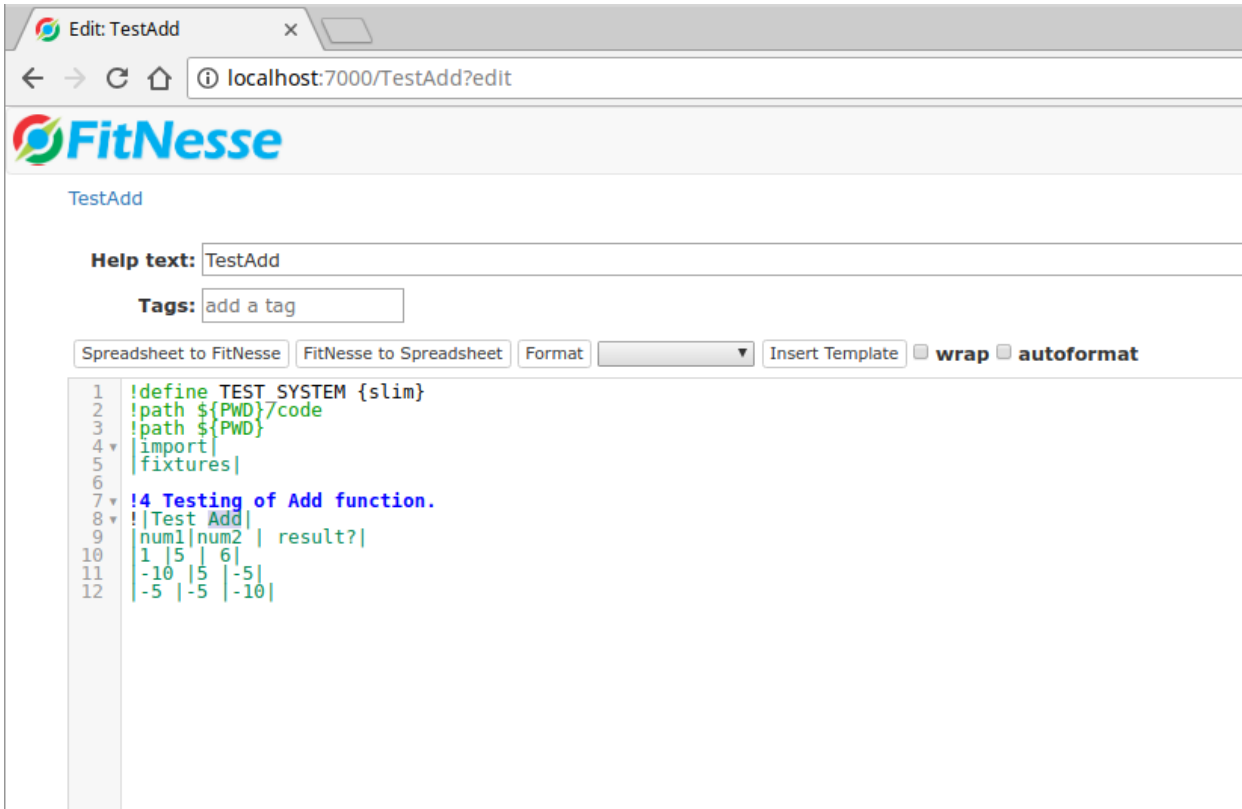 Edit: TestAdd
localhost:7000/TestAdd?edit
FitNesse
TestAdd
Help text: TestAdd
Tags: add a tag
Spreadsheet to FitNesse FitNesse to Spreadsheet Format Insert Template wrap autoformat
1 !define TEST_SYSTEM {slim}
2 !path ${PWD}/code
3 !path ${PWD}
4 |import|
5 |fixtures|
6
7 !4 Testing of Add function.
8 !|Test Add|
9 |num1|num2 | result?|
10 |1 |5 | 6|
11 |-10 |5 |-5|
12 |-5 |-5 |-10|